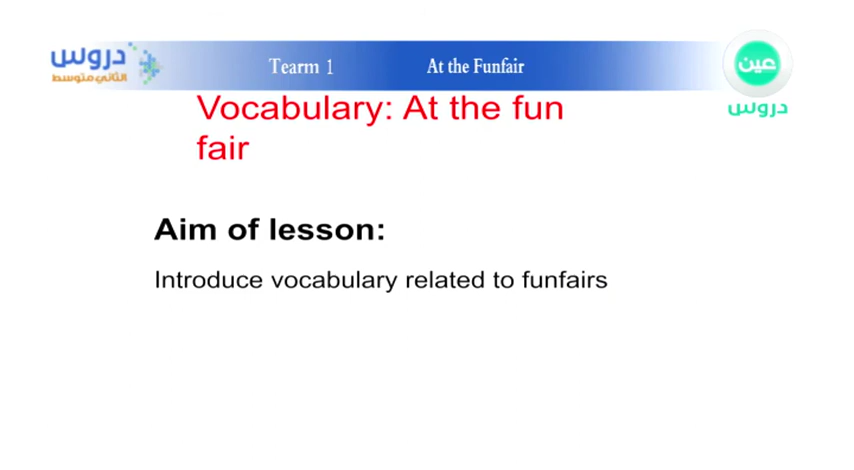 دروس
الثاني متوسط
Tearm 1
At the Funfair
عين
دروس
Vocabulary: At the fun
fair
Aim of lesson:
Introduce vocabulary related to funfairs